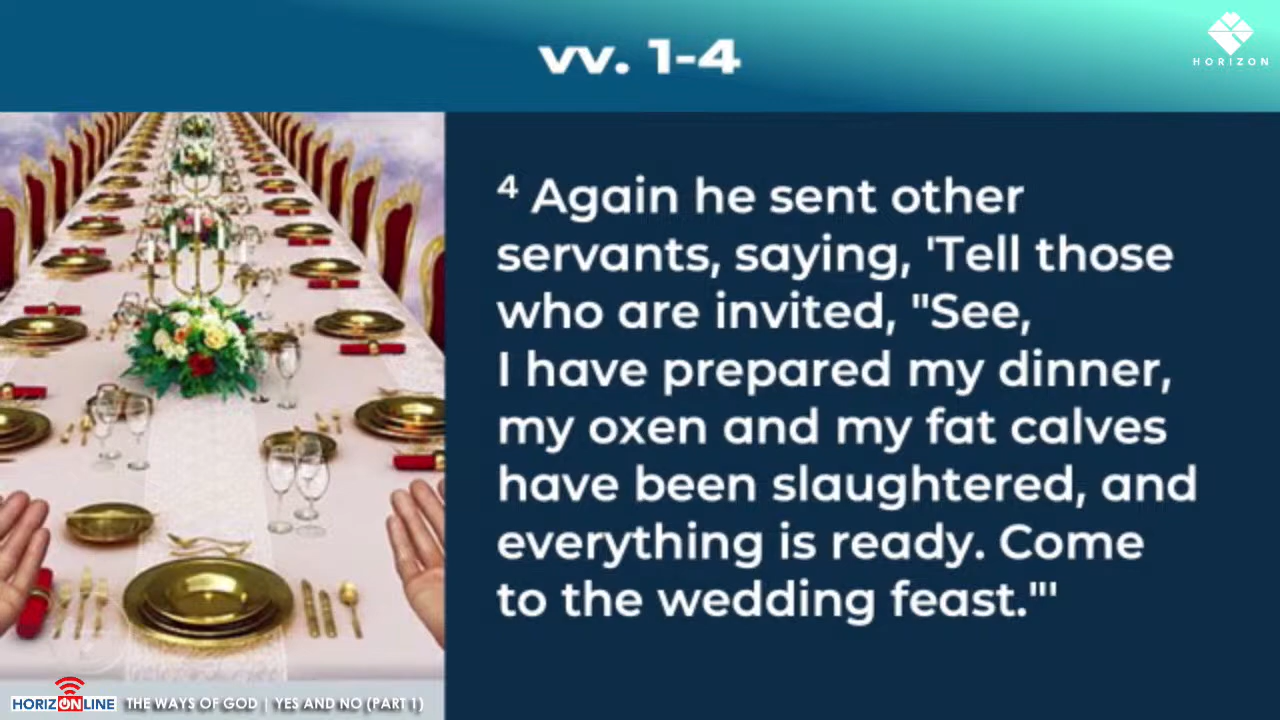 vv. 1-4
HORIZON
⁴ Again he sent other
servants, saying, 'Tell those
who are invited, "See,
I have prepared my dinner,
my oxen and my fat calves
have been slaughtered, and
everything is ready. Come
to the wedding feast."'
HORIZONLINE THE WAYS OF GOD | YES AND NO (PART 1)